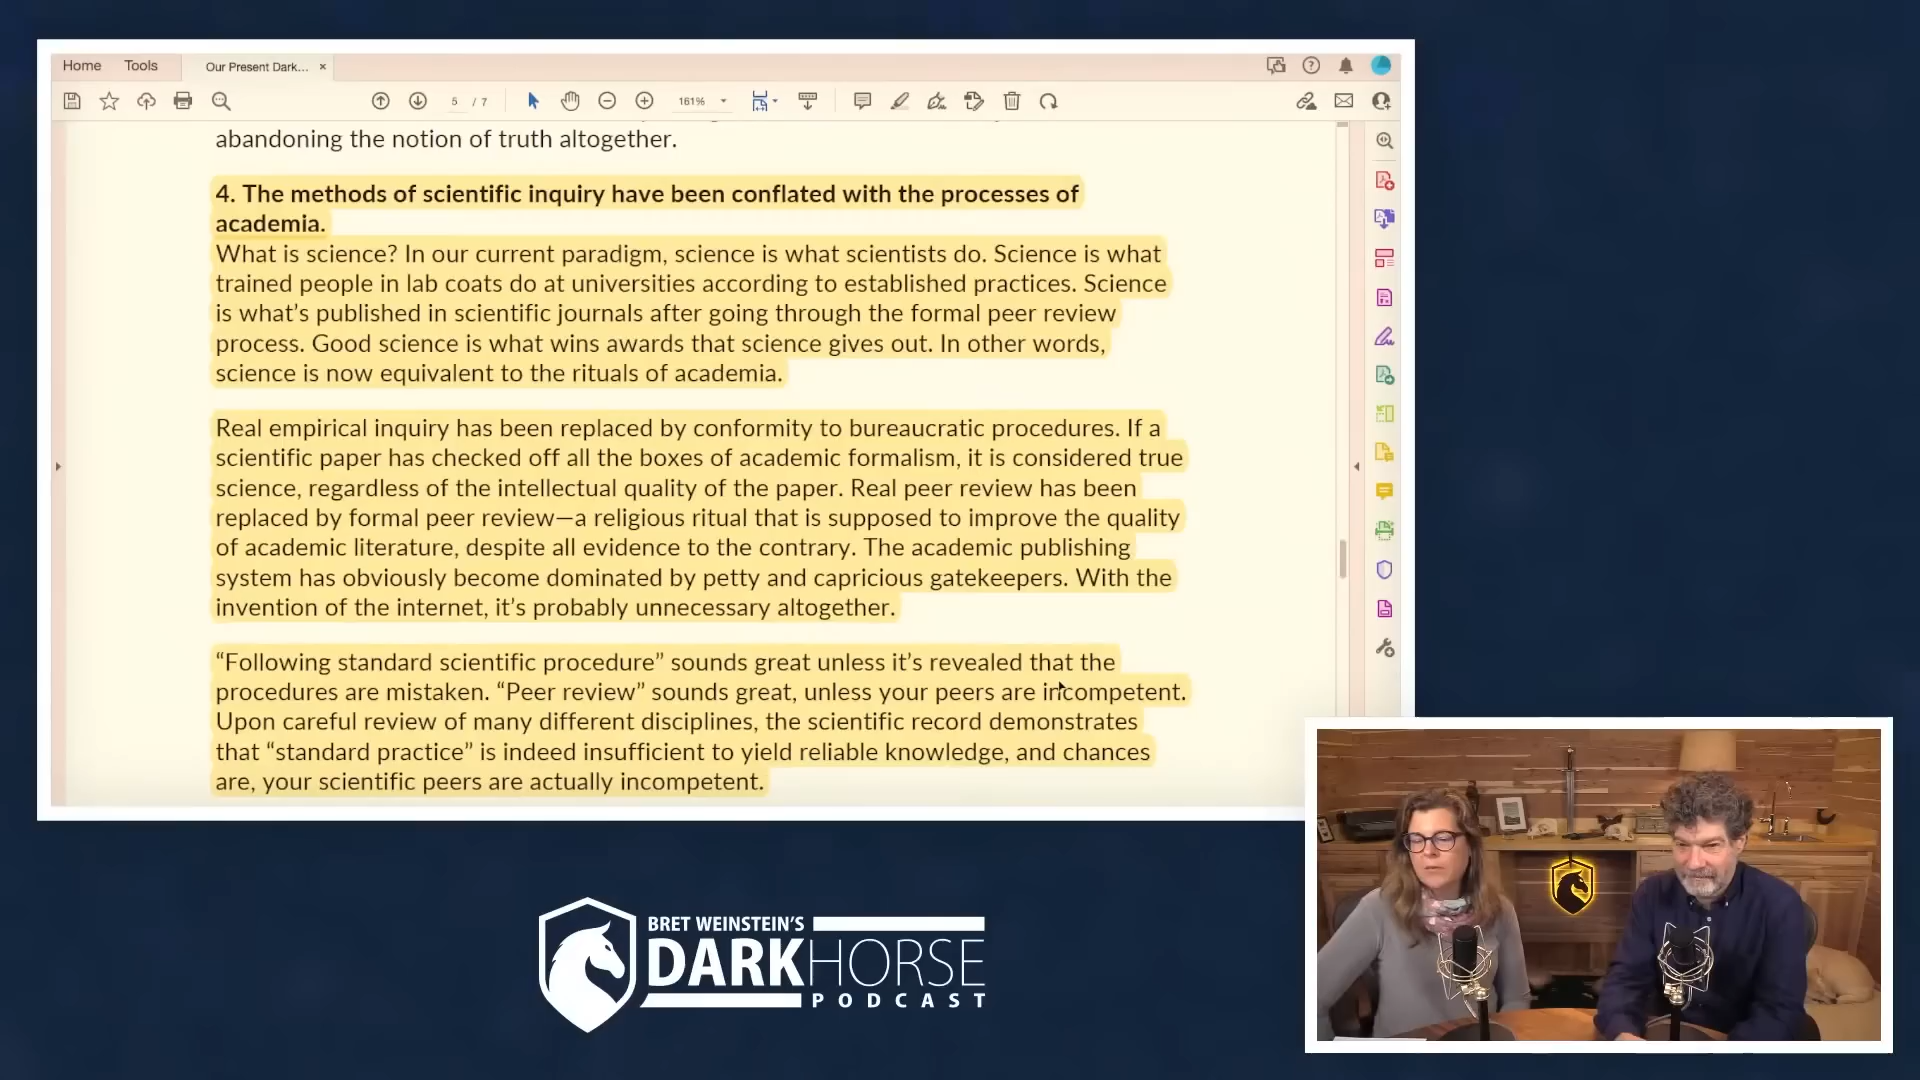 Home Tools Our Present Dark... ×
5 / 7 161%
abandoning the notion of truth altogether.
4. The methods of scientific inquiry have been conflated with the processes of
academia.
What is science? In our current paradigm, science is what scientists do. Science is what
trained people in lab coats do at universities according to established practices. Science
is what’s published in scientific journals after going through the formal peer review
process. Good science is what wins awards that science gives out. In other words,
science is now equivalent to the rituals of academia.
Real empirical inquiry has been replaced by conformity to bureaucratic procedures. If a
scientific paper has checked off all the boxes of academic formalism, it is considered true
science, regardless of the intellectual quality of the paper. Real peer review has been
replaced by formal peer review—a religious ritual that is supposed to improve the quality
of academic literature, despite all evidence to the contrary. The academic publishing
system has obviously become dominated by petty and capricious gatekeepers. With the
invention of the internet, it’s probably unnecessary altogether.
“Following standard scientific procedure” sounds great unless it’s revealed that the
procedures are mistaken. “Peer review” sounds great, unless your peers are incompetent.
Upon careful review of many different disciplines, the scientific record demonstrates
that “standard practice” is indeed insufficient to yield reliable knowledge, and chances
are, your scientific peers are actually incompetent.
BRET WEINSTEIN'S
DARKHORSE
PODCAST